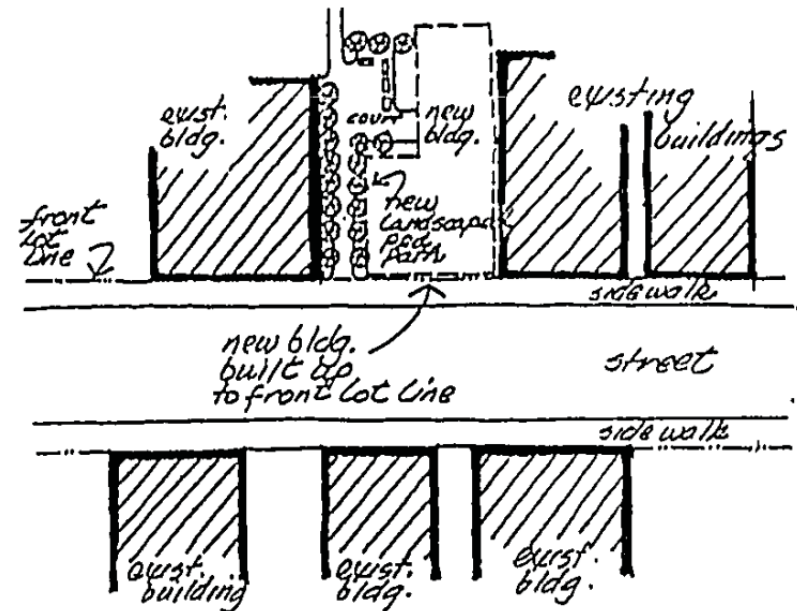 exist.
bldg.
court
new
bldg.
existing
buildings
front
lot
line
new
landscaped
ped
path
sidewalk
new bldg.
built up
to front lot line
street
sidewalk
exist.
building
exist.
bldg.
exist.
bldg.